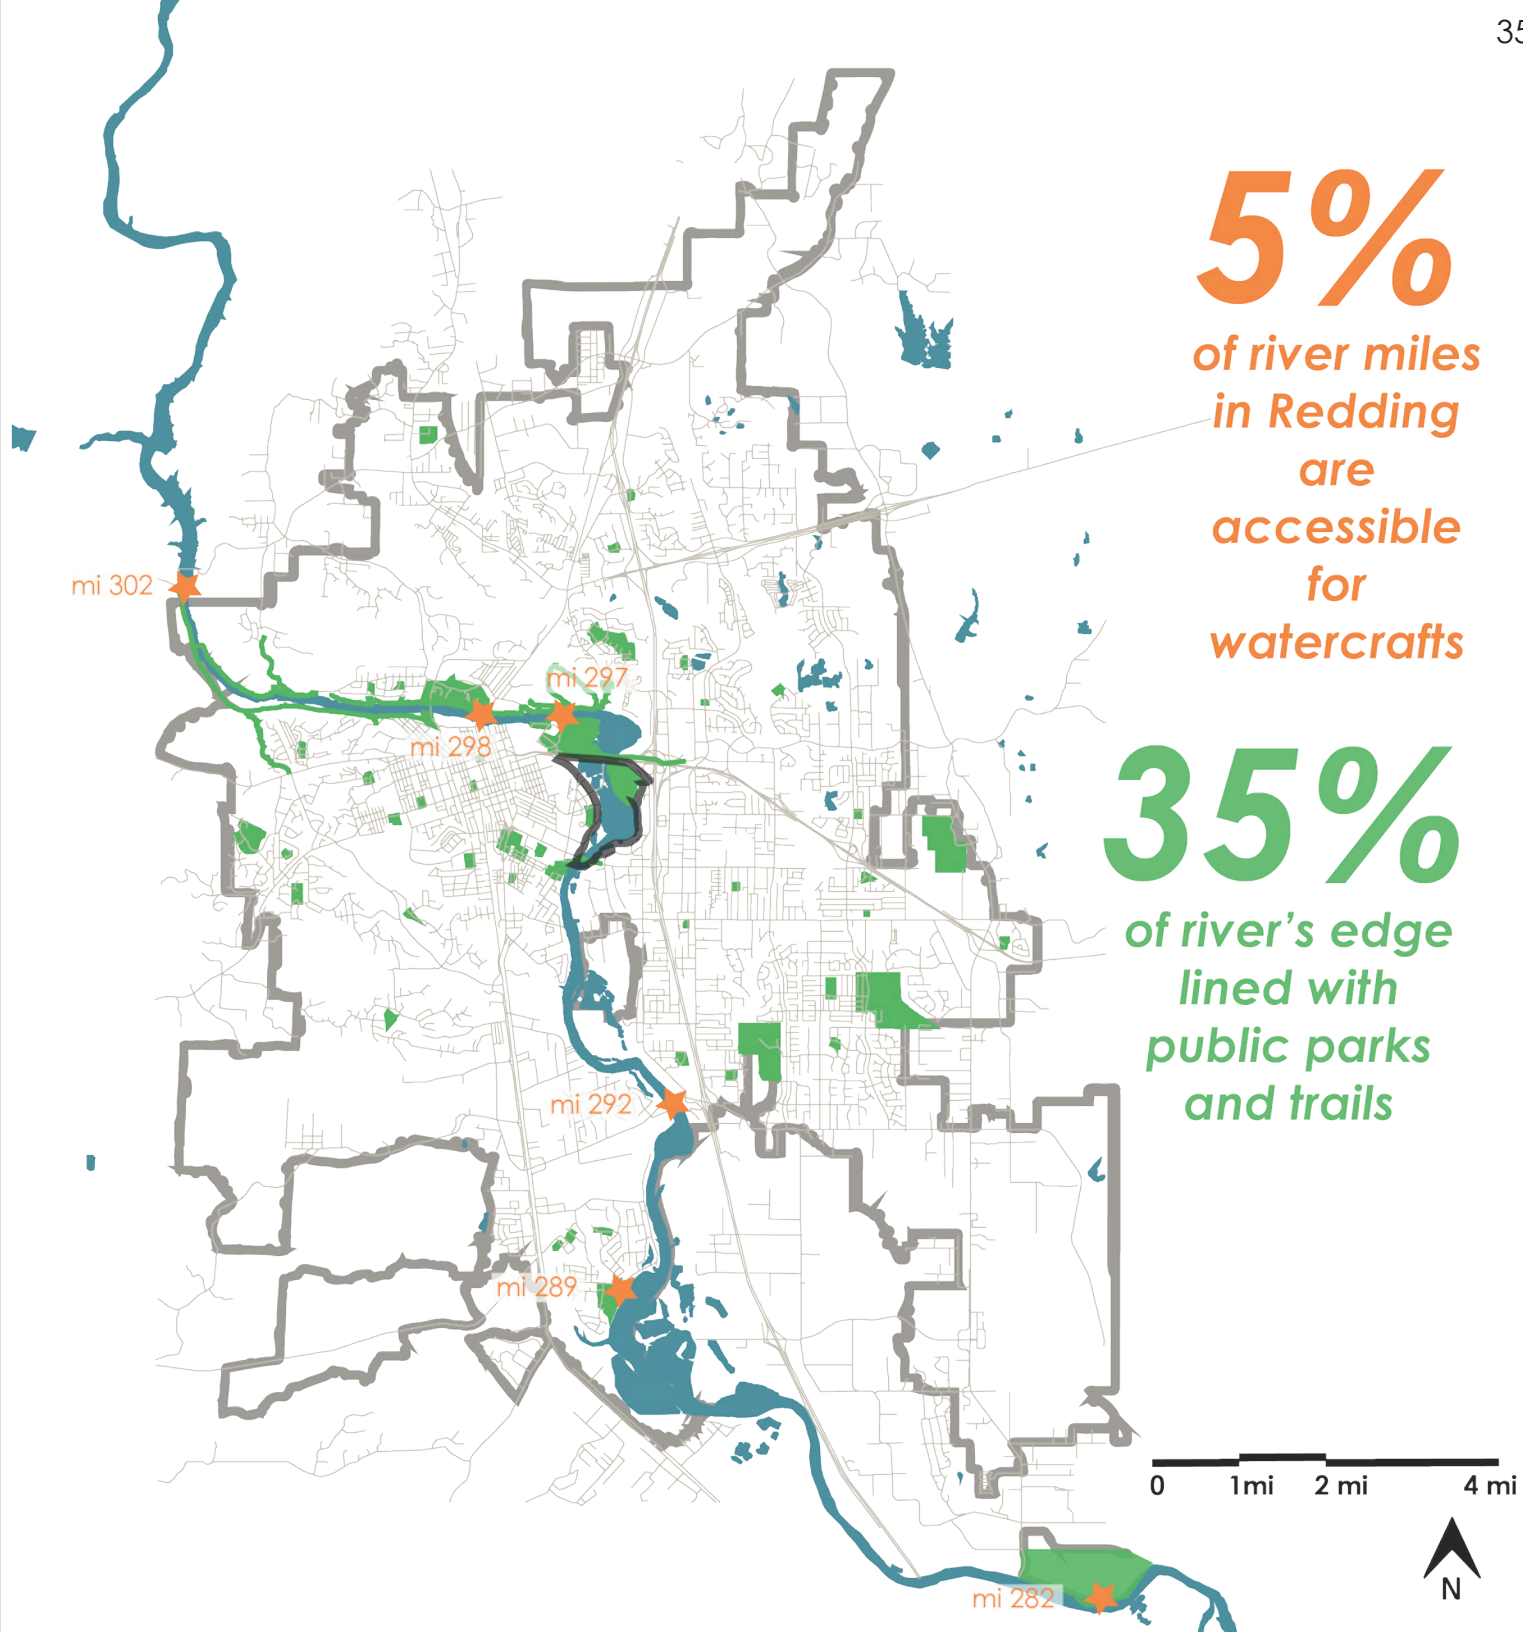 35
5%
of river miles
in Redding
are
accessible
for
watercrafts
mi 302
mi 297
mi 298
35%
of river’s edge
lined with
public parks
and trails
mi 292
mi 289
0 1mi 2 mi 4 mi
N
mi 282